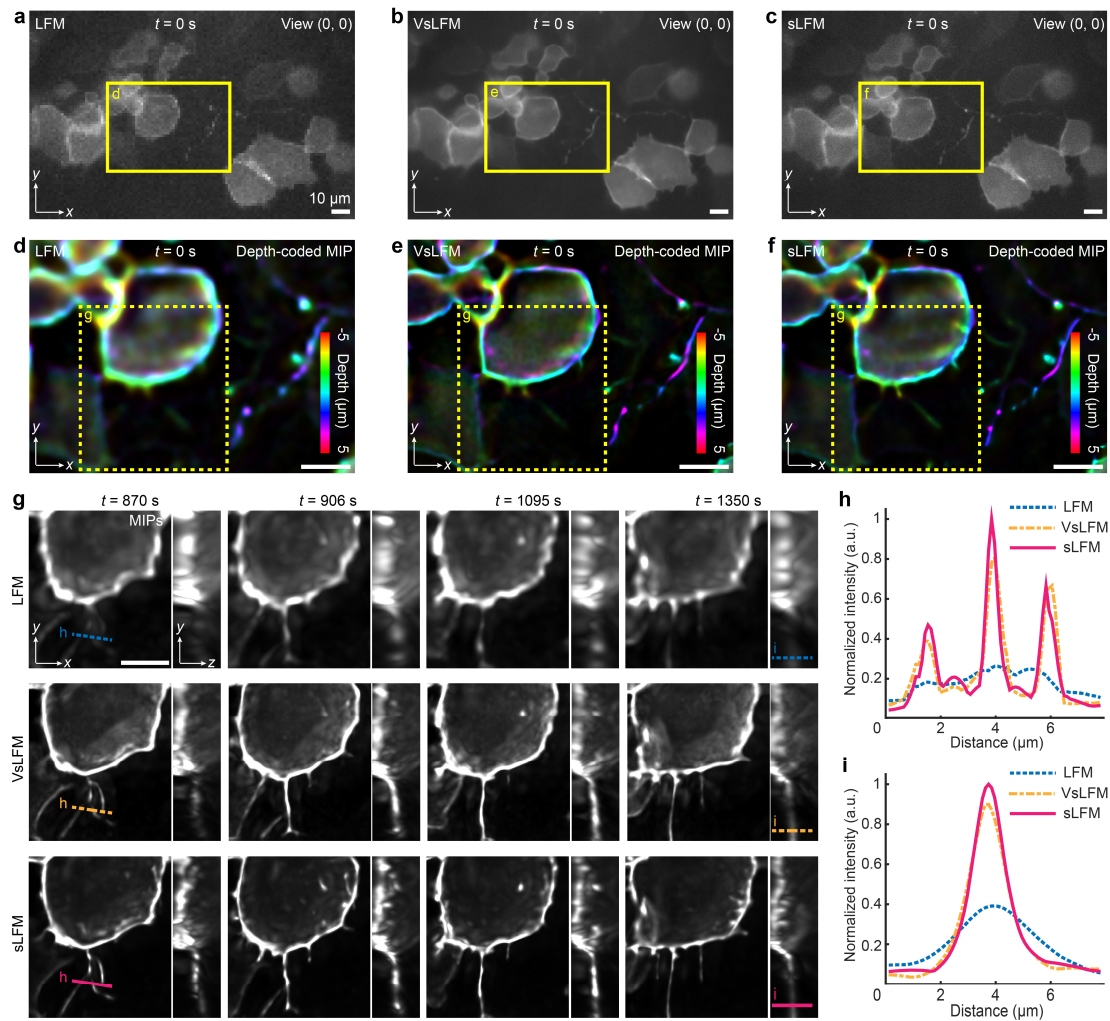 a LFM t = 0 s View (0, 0)
d
y
x
10 μm
b VsLFM t = 0 s View (0, 0)
e
y
x
c sLFM t = 0 s View (0, 0)
f
y
x
d LFM t = 0 s Depth-coded MIP
g
-5 Depth (μm) 5
y
x
e VsLFM t = 0 s Depth-coded MIP
g
-5 Depth (μm) 5
y
x
f sLFM t = 0 s Depth-coded MIP
g
-5 Depth (μm) 5
y
x
g t = 870 s t = 906 s t = 1095 s t = 1350 s
MIPs
LFM
h
y y
x z
i
VsLFM
h
i
sLFM
h
i
h
LFM
VsLFM
sLFM
Normalized intensity (a.u.)
1
0.8
0.6
0.4
0.2
0 2 4 6
Distance (μm)
i
LFM
VsLFM
sLFM
Normalized intensity (a.u.)
1
0.8
0.6
0.4
0.2
0 2 4 6
Distance (μm)